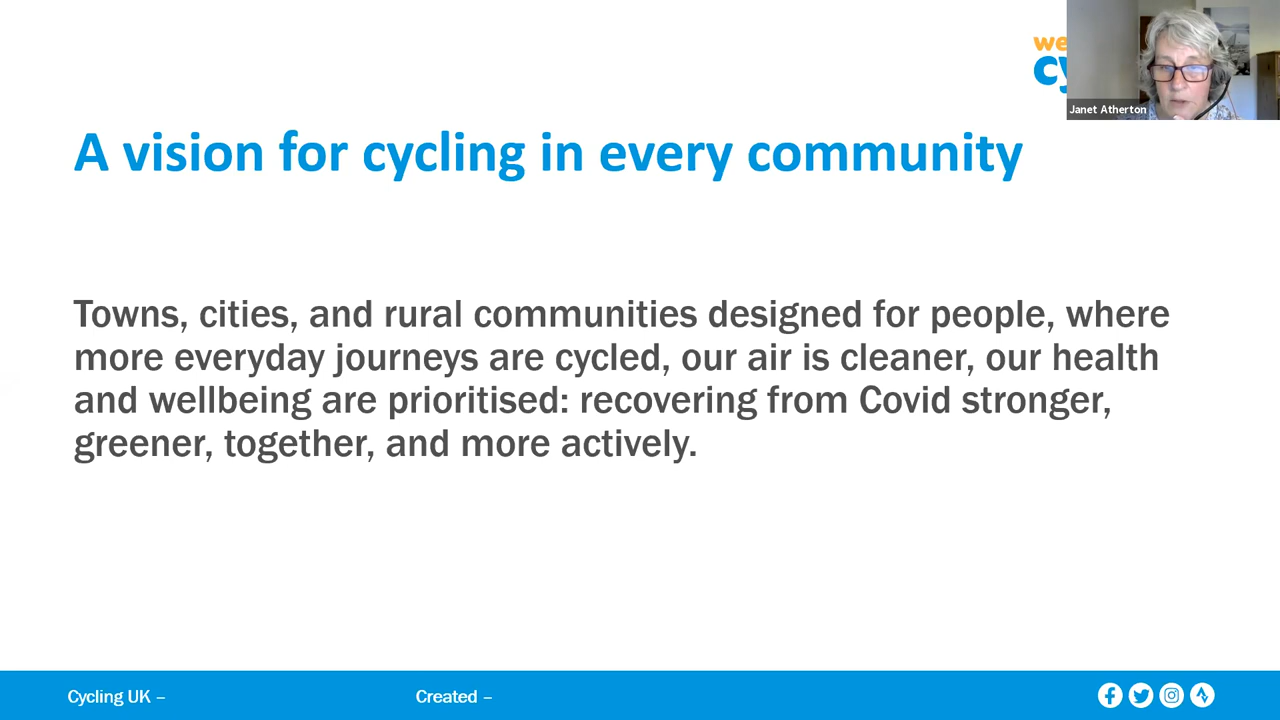 we
cy
Janet Atherton
A vision for cycling in every community
Towns, cities, and rural communities designed for people, where
more everyday journeys are cycled, our air is cleaner, our health
and wellbeing are prioritised: recovering from Covid stronger,
greener, together, and more actively.
Cycling UK –
Created –